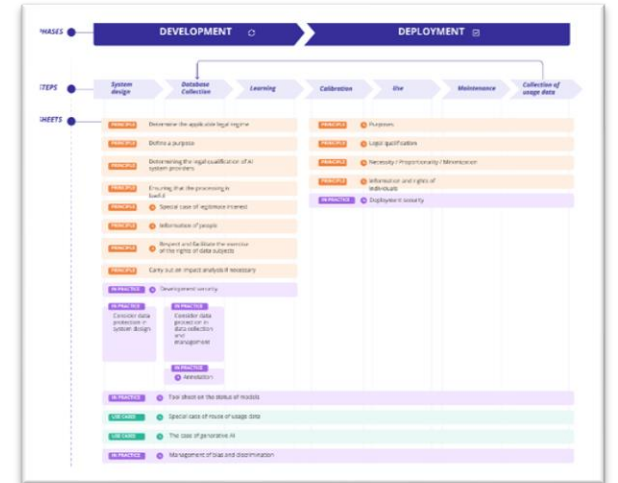 PHASES
DEVELOPMENT
DEPLOYMENT
STEPS
System
design
Database
Collection
Learning
Calibration
Use
Maintenance
Collection of
usage data
SHEETS
PRINCIPLE Determine the applicable legal regime
PRINCIPLE Purposes
PRINCIPLE Define a purpose
PRINCIPLE Legal qualification
PRINCIPLE Determining the legal qualification of AI
system providers
PRINCIPLE Necessity / Proportionality / Minimization
PRINCIPLE Ensuring that the processing is
lawful
PRINCIPLE Information and rights of
individuals
PRINCIPLE Special case of legitimate interest
IN PRACTICE Deployment security
PRINCIPLE Information of people
PRINCIPLE Respect and facilitate the exercise
of the rights of data subjects
PRINCIPLE Carry out an impact analysis if necessary
IN PRACTICE Development security
IN PRACTICE
Consider data
protection in
system design
IN PRACTICE
Consider data
protection in
data collection
and
management
IN PRACTICE
Annotation
IN PRACTICE Tool sheet on the status of models
USE CASES Special case of reuse of usage data
USE CASES The case of generative AI
IN PRACTICE Management of bias and discrimination